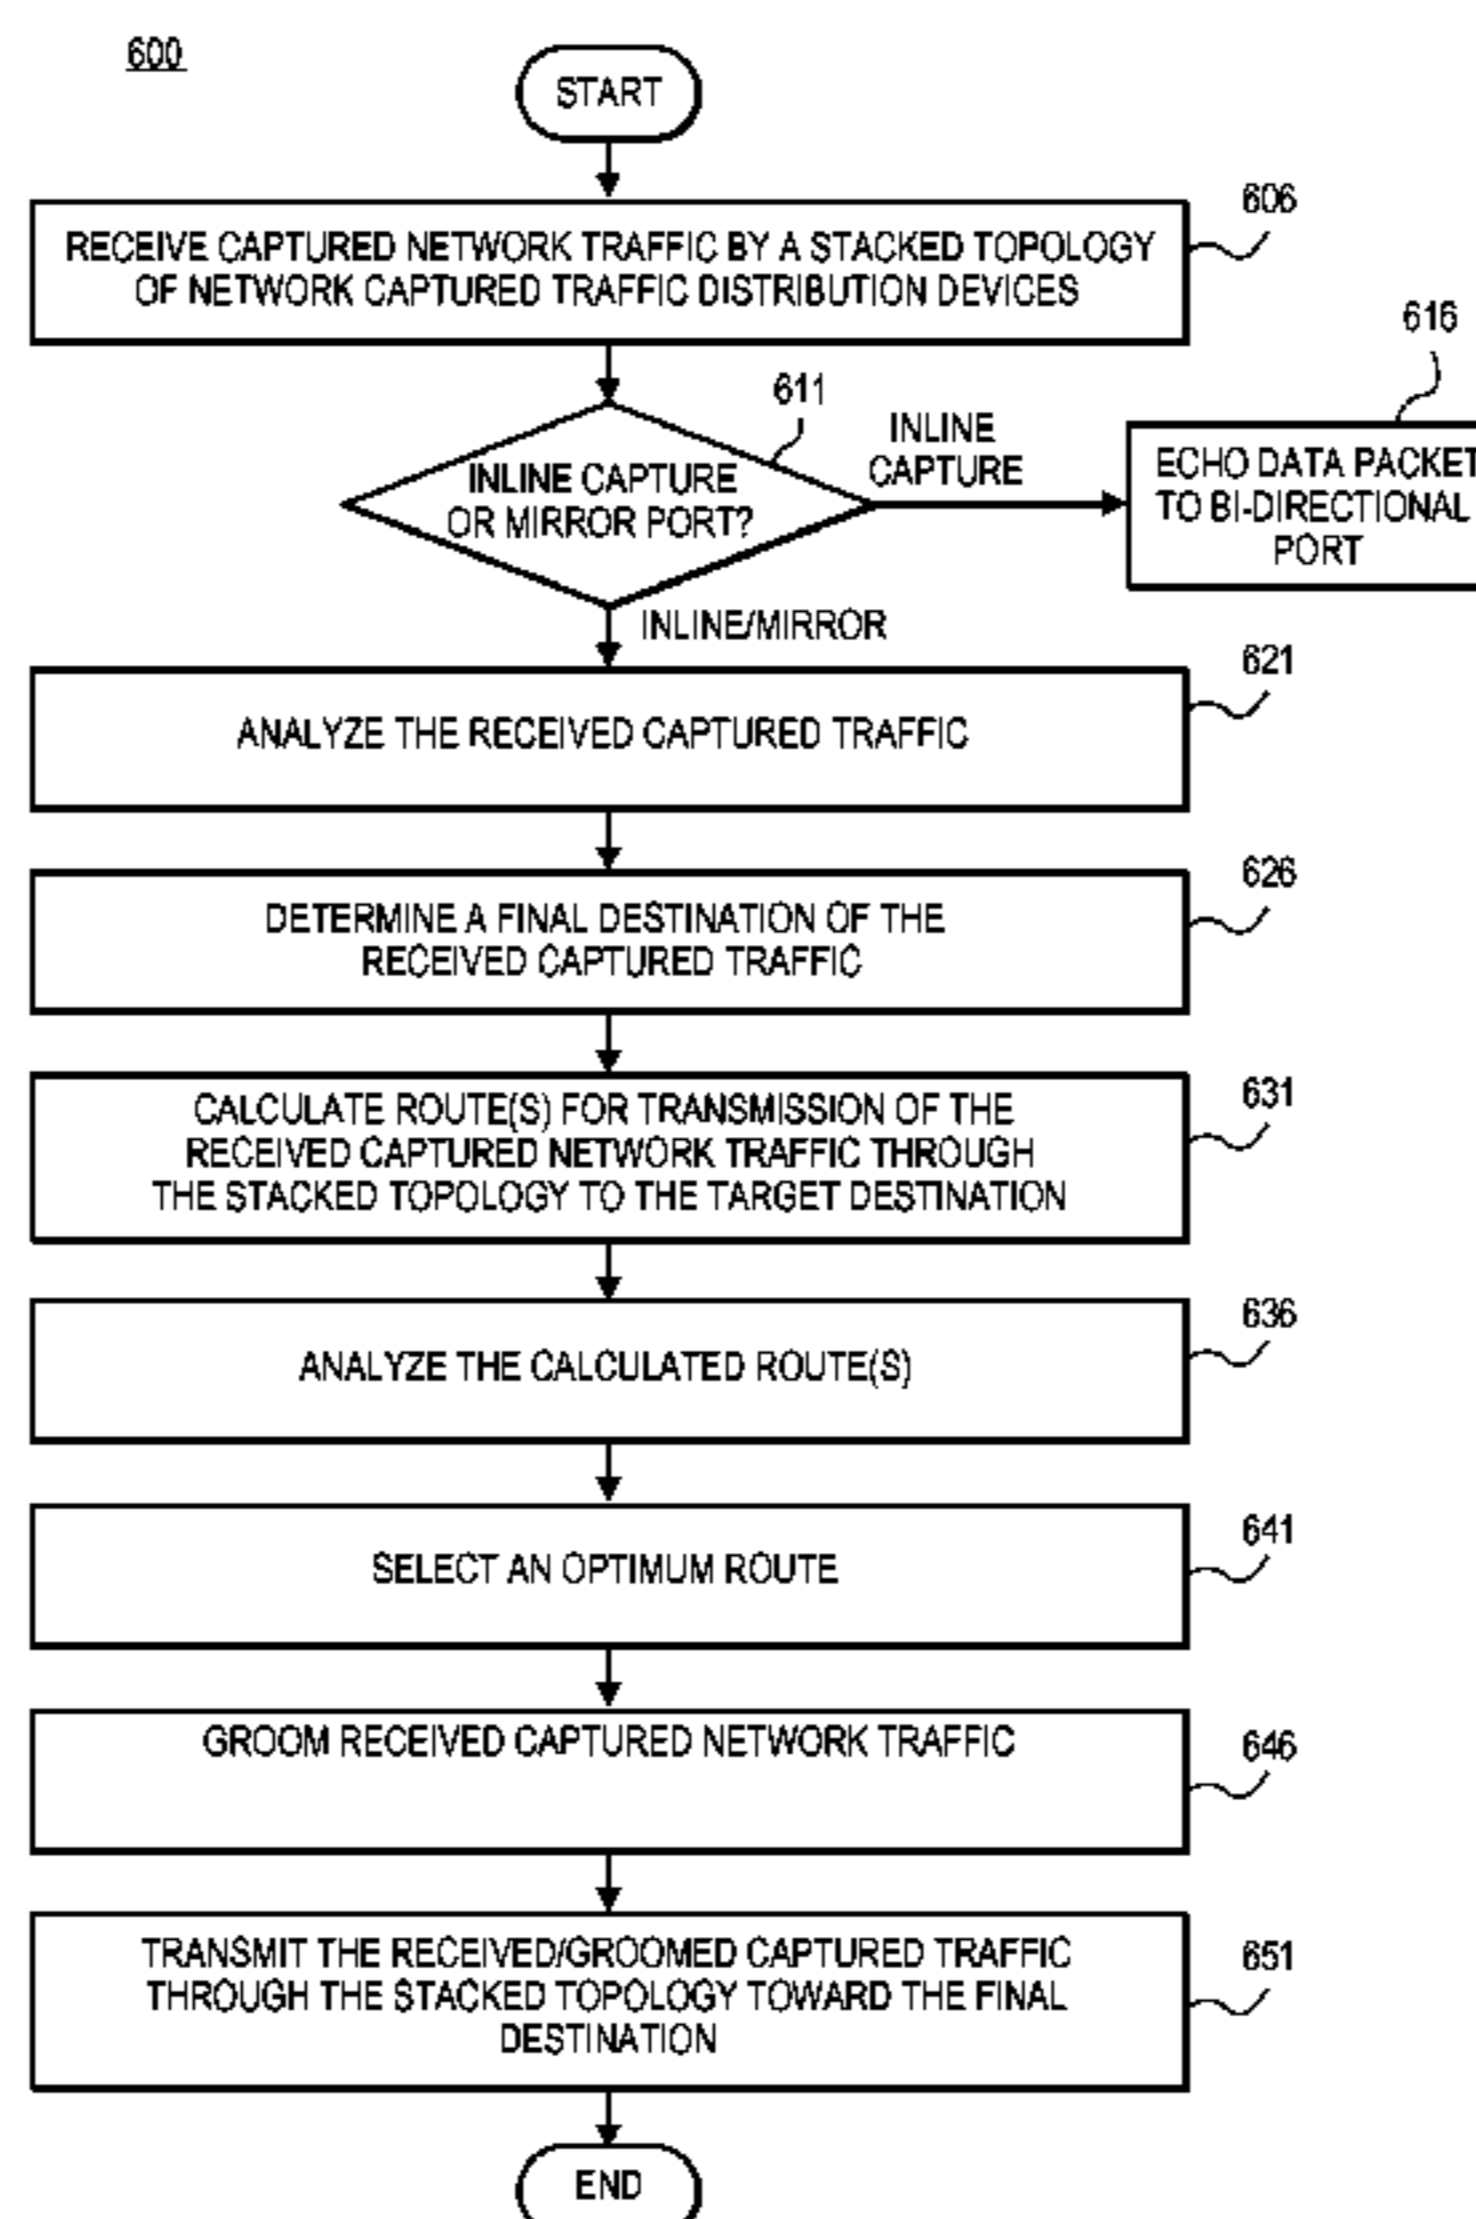 600
START
606
RECEIVE CAPTURED NETWORK TRAFFIC BY A STACKED TOPOLOGY
OF NETWORK CAPTURED TRAFFIC DISTRIBUTION DEVICES
616
611
INLINE
CAPTURE
INLINE CAPTURE
OR MIRROR PORT?
ECHO DATA PACKET
TO BI-DIRECTIONAL
PORT
INLINE/MIRROR
621
ANALYZE THE RECEIVED CAPTURED TRAFFIC
626
DETERMINE A FINAL DESTINATION OF THE
RECEIVED CAPTURED TRAFFIC
631
CALCULATE ROUTE(S) FOR TRANSMISSION OF THE
RECEIVED CAPTURED NETWORK TRAFFIC THROUGH
THE STACKED TOPOLOGY TO THE TARGET DESTINATION
636
ANALYZE THE CALCULATED ROUTE(S)
641
SELECT AN OPTIMUM ROUTE
646
GROOM RECEIVED CAPTURED NETWORK TRAFFIC
651
TRANSMIT THE RECEIVED/GROOMED CAPTURED TRAFFIC
THROUGH THE STACKED TOPOLOGY TOWARD THE FINAL
DESTINATION
END